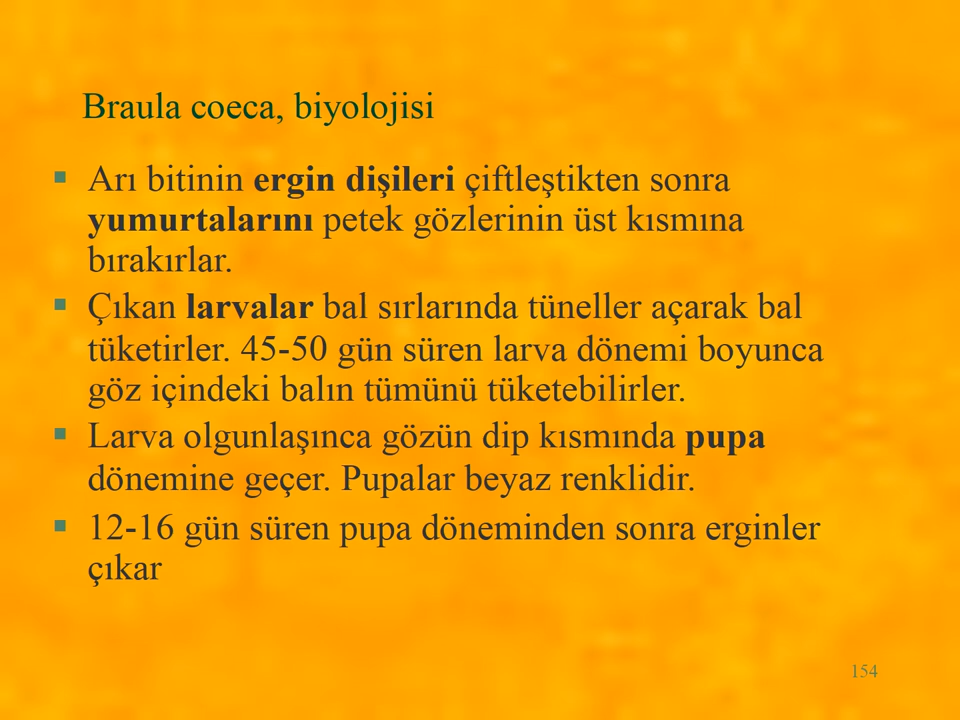 Braula coeca, biyolojisi
▪ Arı bitinin ergin dişileri çiftleştikten sonra
yumurtalarını petek gözlerinin üst kısmına
bırakırlar.
▪ Çıkan larvalar bal sırlarında tüneller açarak bal
tüketirler. 45-50 gün süren larva dönemi boyunca
göz içindeki balın tümünü tüketebilirler.
▪ Larva olgunlaşınca gözün dip kısmında pupa
dönemine geçer. Pupalar beyaz renklidir.
▪ 12-16 gün süren pupa döneminden sonra erginler
çıkar
154